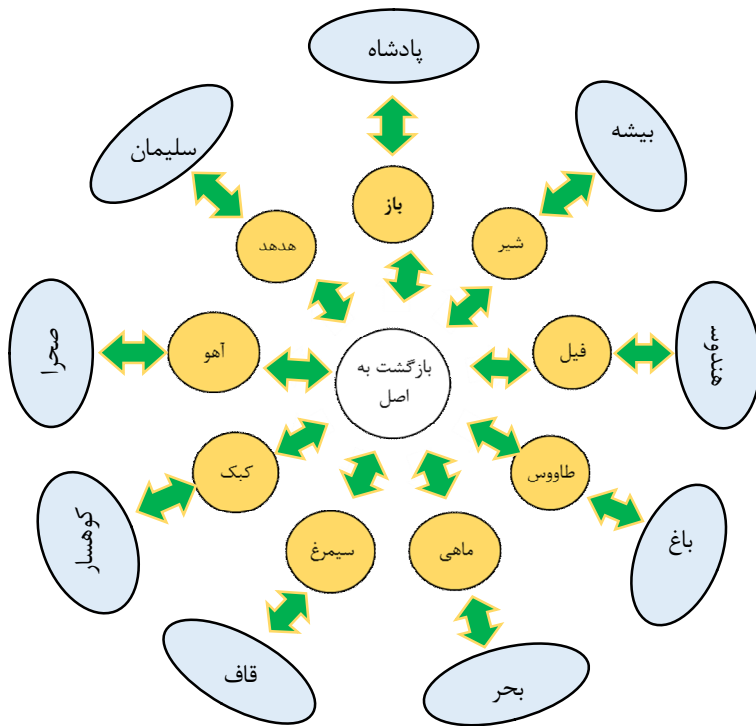 پادشاه
بیشه
سلیمان
باز
شیر
هدهد
صحرا
آهو
بازگشت به
اصل
فیل
هندوس
کبک
طاووس
کوهسار
باغ
سیمرغ
ماهی
قاف
بحر